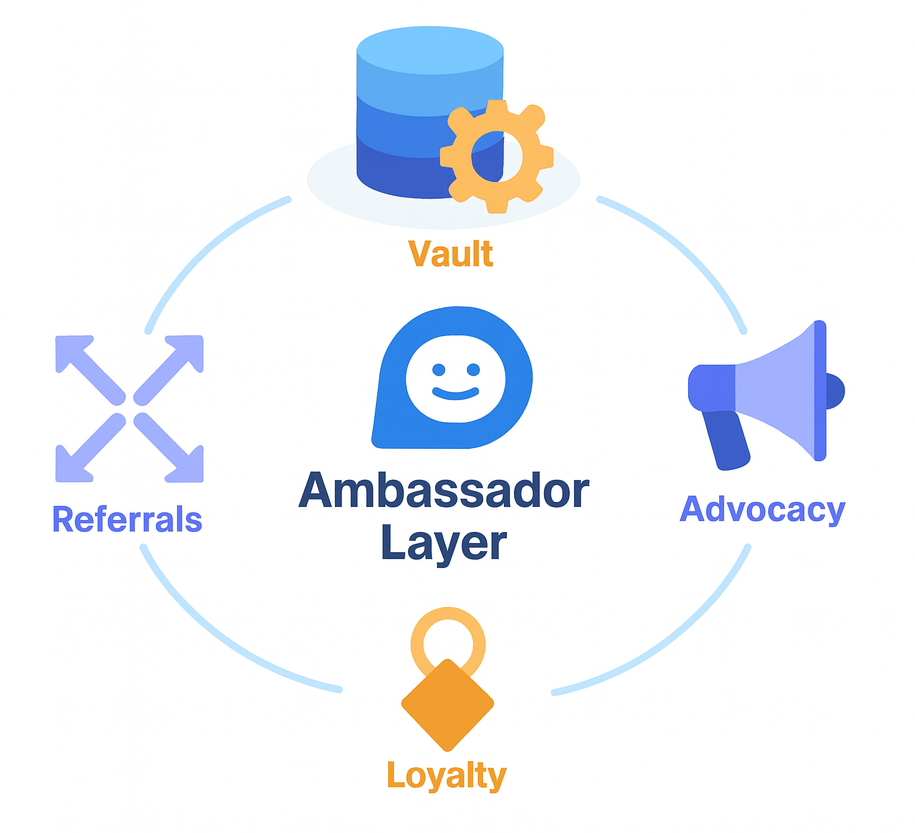 Vault
Ambassador
Layer
Referrals
Advocacy
Loyalty